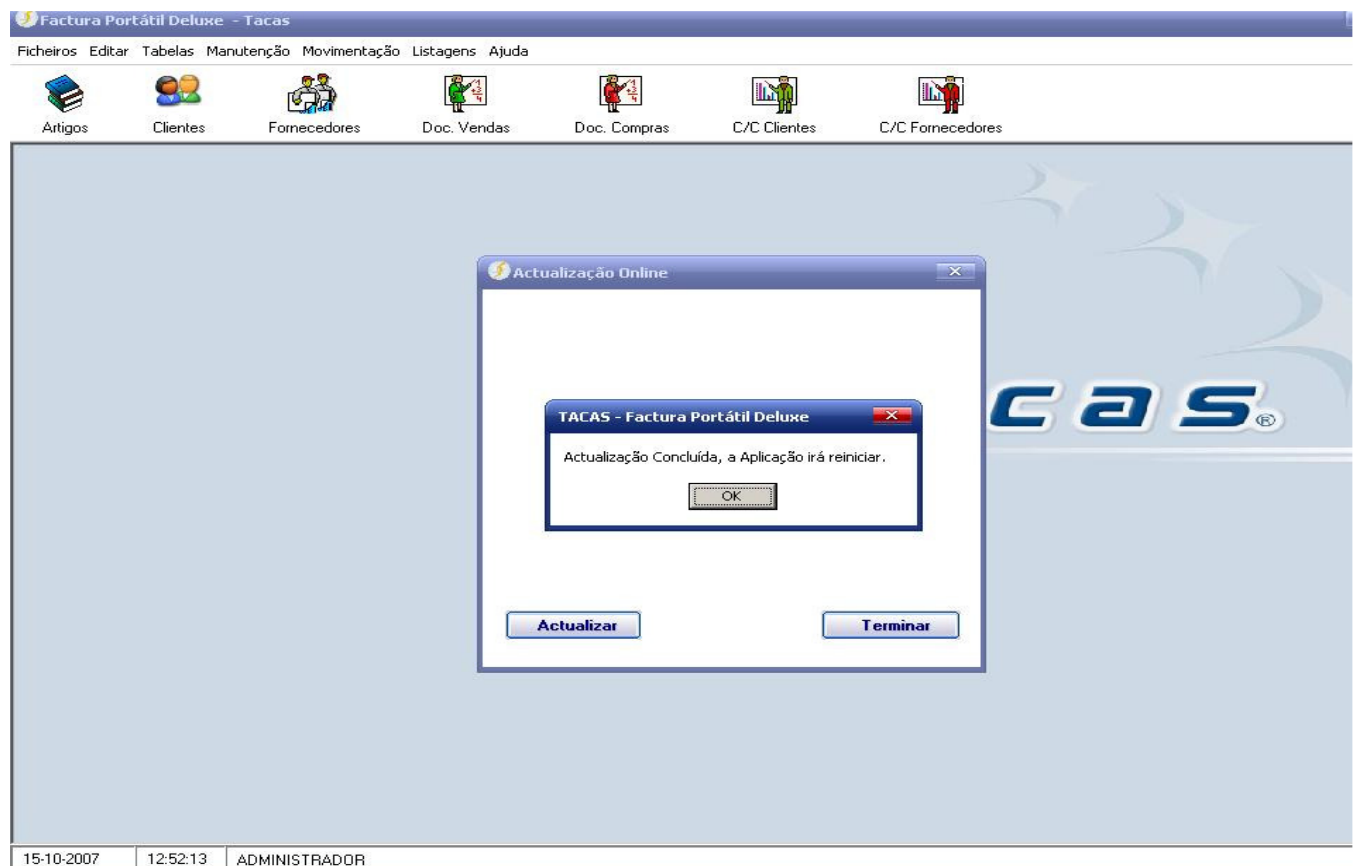 Factura Portátil Deluxe - Tacas
Ficheiros Editar Tabelas Manutenção Movimentação Listagens Ajuda
Artigos Clientes Fornecedores Doc. Vendas Doc. Compras C/C Clientes C/C Fornecedores
Actualização Online
cas®
TACAS - Factura Portátil Deluxe
Actualização Concluída, a Aplicação irá reiniciar.
OK
Actualizar Terminar
15-10-2007 12:52:13 ADMINISTRADOR